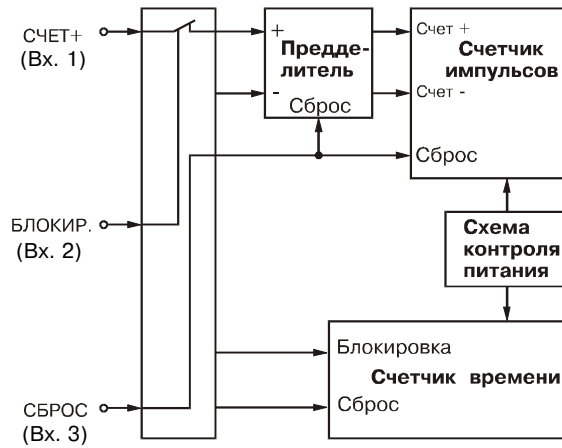 СЧЕТ+
(Вх. 1)
БЛОКИР.
(Вх. 2)
СБРОС
(Вх. 3)
+
-
Предде-
литель
Сброс
Счет +
Счет -
Сброс
Счетчик
импульсов
Схема
контроля
питания
Блокировка
Счетчик времени
Сброс